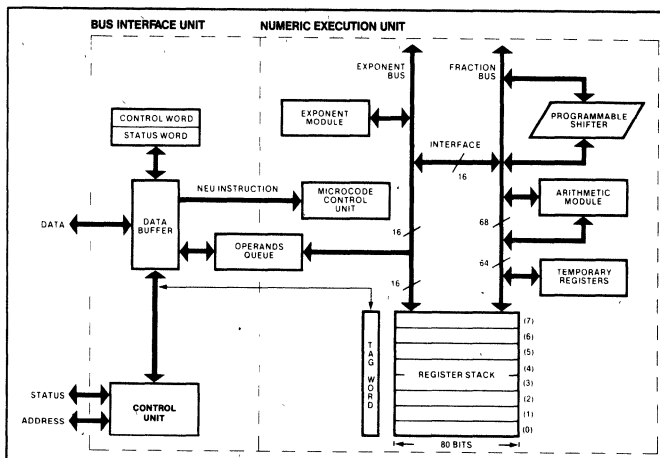 BUS INTERFACE UNIT
NUMERIC EXECUTION UNIT
EXPONENT
BUS
FRACTION
BUS
CONTROL WORD
STATUS WORD
EXPONENT
MODULE
PROGRAMMABLE
SHIFTER
INTERFACE
16
NEU INSTRUCTION
MICROCODE
CONTROL
UNIT
ARITHMETIC
MODULE
DATA
DATA
BUFFER
16
68
OPERANDS
QUEUE
64
16
TEMPORARY
REGISTERS
TAG WORD
REGISTER STACK
(7)
(6)
(5)
(4)
(3)
(2)
(1)
(0)
STATUS
ADDRESS
CONTROL
UNIT
80 BITS